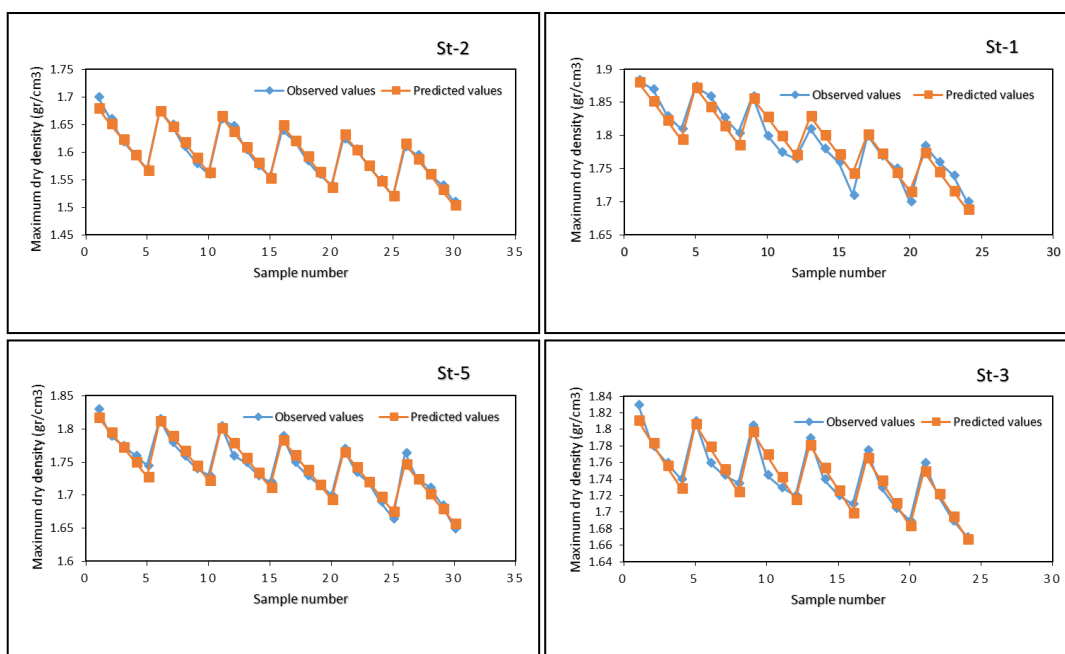 St-2
Maximum dry density (gr/cm3)
1.75
1.7
1.65
1.6
1.55
1.5
1.45
Observed values
Predicted values
0 5 10 15 20 25 30 35
Sample number
St-1
Maximum dry density (gr/cm3)
1.9
1.85
1.8
1.75
1.7
1.65
Observed values
Predicted values
0 5 10 15 20 25 30
Sample number
St-5
Maximum dry density (gr/cm3)
1.85
1.8
1.75
1.7
1.65
1.6
Observed values
Predicted values
0 5 10 15 20 25 30 35
Sample number
St-3
Maximum dry density (gr/cm3)
1.84
1.82
1.8
1.78
1.76
1.74
1.72
1.7
1.68
1.66
1.64
Observed values
Predicted values
0 5 10 15 20 25 30
Sample number